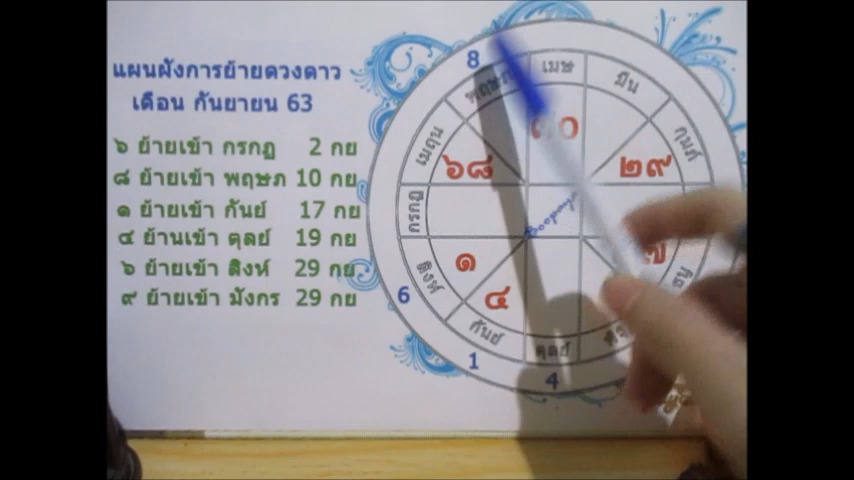 แผนผังการย้ายดวงดาว
เดือน กันยายน 63
๖ ย้ายเข้า กรกฎ 2 กย
๘ ย้ายเข้า พฤษภ 10 กย
๑ ย้ายเข้า กันย์ 17 กย
๔ ย้านเข้า ตุลย์ 19 กย
๖ ย้ายเข้า สิงห์ 29 กย
๙ ย้ายเข้า มังกร 29 กย
8
เมษ
มีน
เมถุน
กุมภ์
๖๘
๒๙
กรกฎ
๑
๗
สิงห์
ธนู
6
๔
กันย์
ตุลย์
1
4